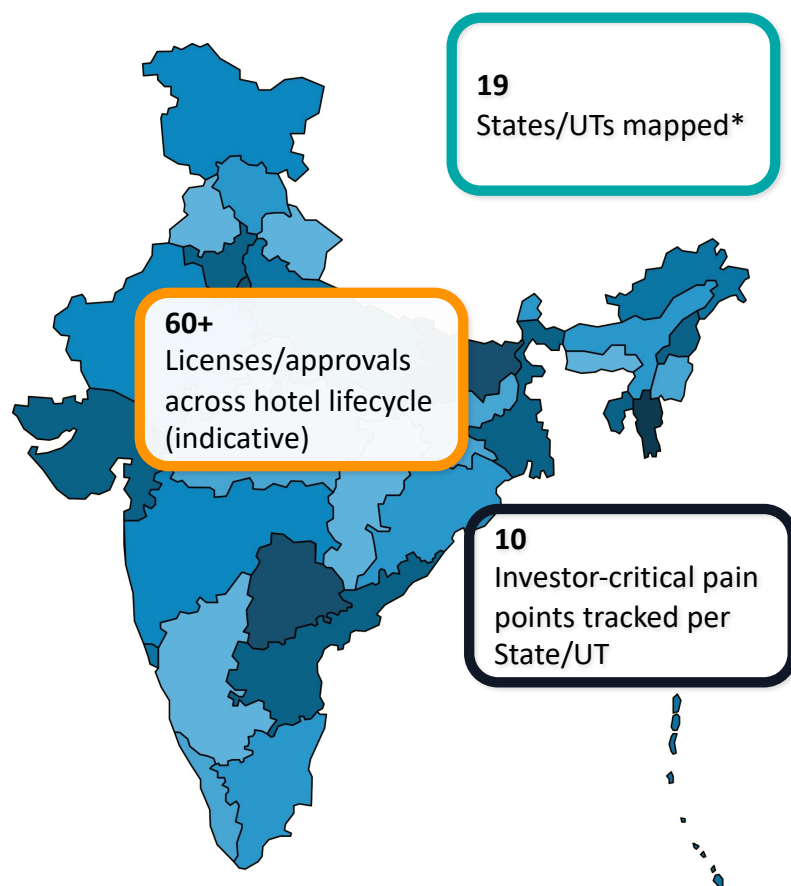 19
States/UTs mapped*
60+
Licenses/approvals
across hotel lifecycle
(indicative)
10
Investor-critical pain
points tracked per
State/UT